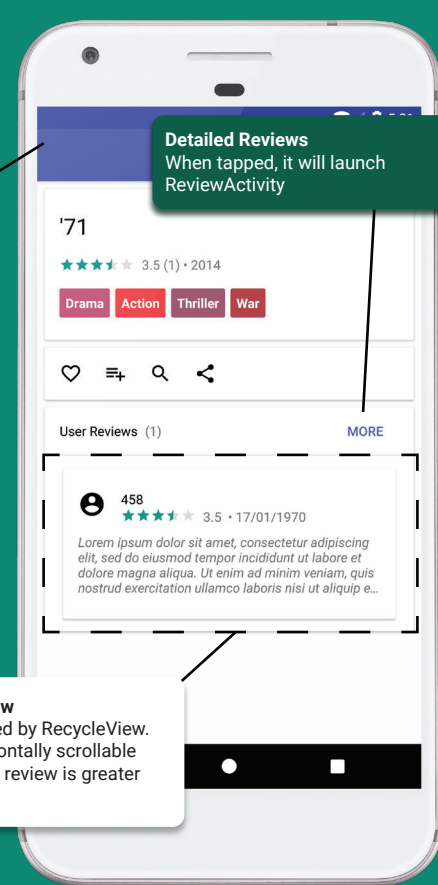 Detailed Reviews
When tapped, it will launch
ReviewActivity
'71
3.5 (1) • 2014
Drama Action Thriller War
User Reviews (1) MORE
458
3.5 • 17/01/1970
Lorem ipsum dolor sit amet, consectetur adipiscing
elit, sed do eiusmod tempor incididunt ut labore et
dolore magna aliqua. Ut enim ad minim veniam, quis
nostrud exercitation ullamco laboris nisi ut aliquip e...
by RecycleView.
scrollable
review is greater